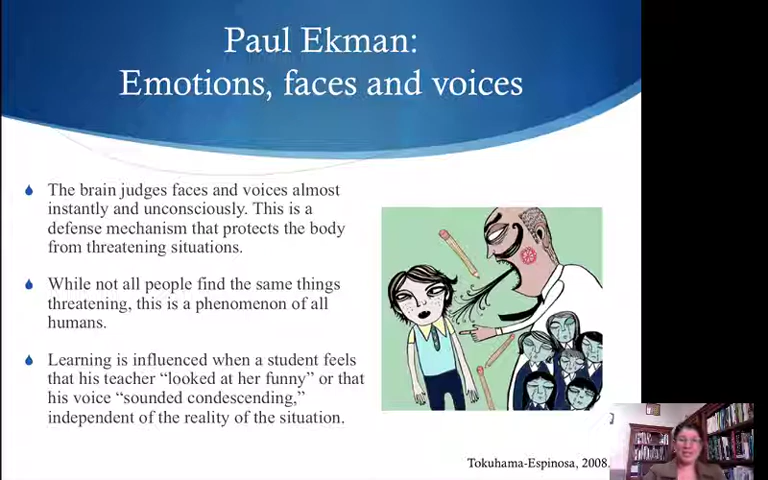 Paul Ekman:
Emotions, faces and voices
The brain judges faces and voices almost
instantly and unconsciously. This is a
defense mechanism that protects the body
from threatening situations.
While not all people find the same things
threatening, this is a phenomenon of all
humans.
Learning is influenced when a student feels
that his teacher “looked at her funny” or that
his voice “sounded condescending,”
independent of the reality of the situation.
Tokuhama-Espinosa, 2008.